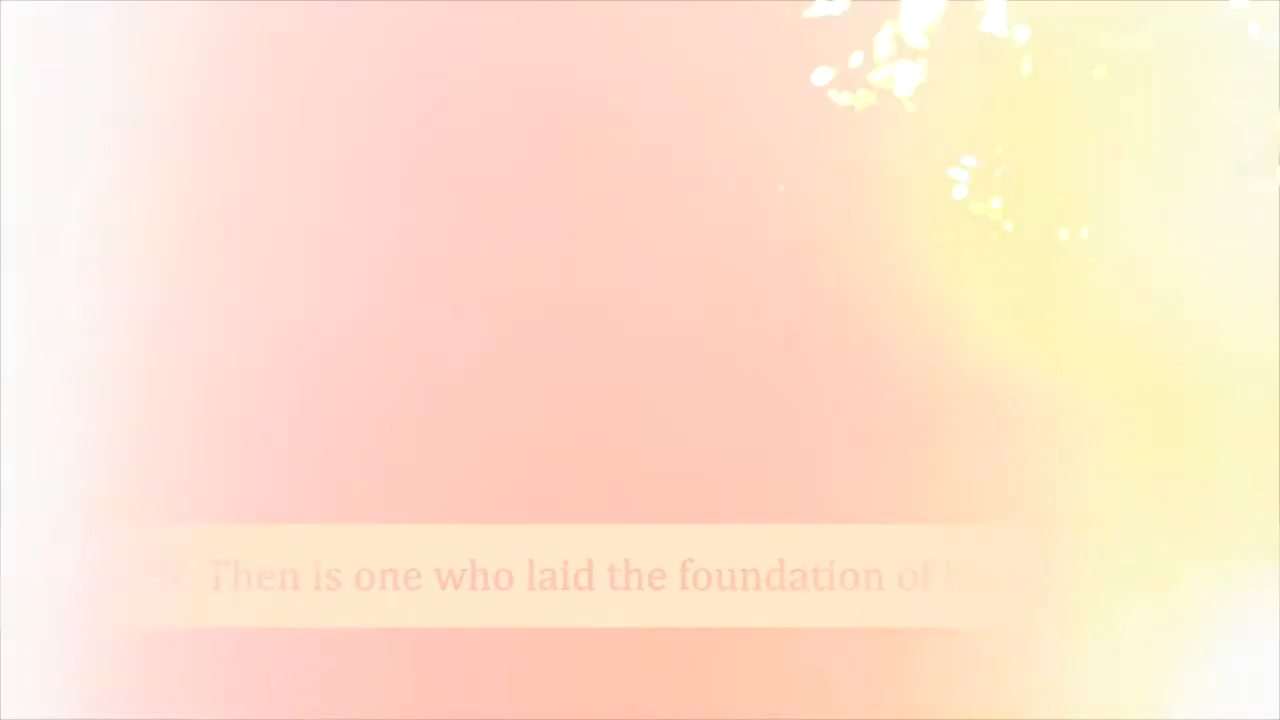 Then is one who laid the foundation of